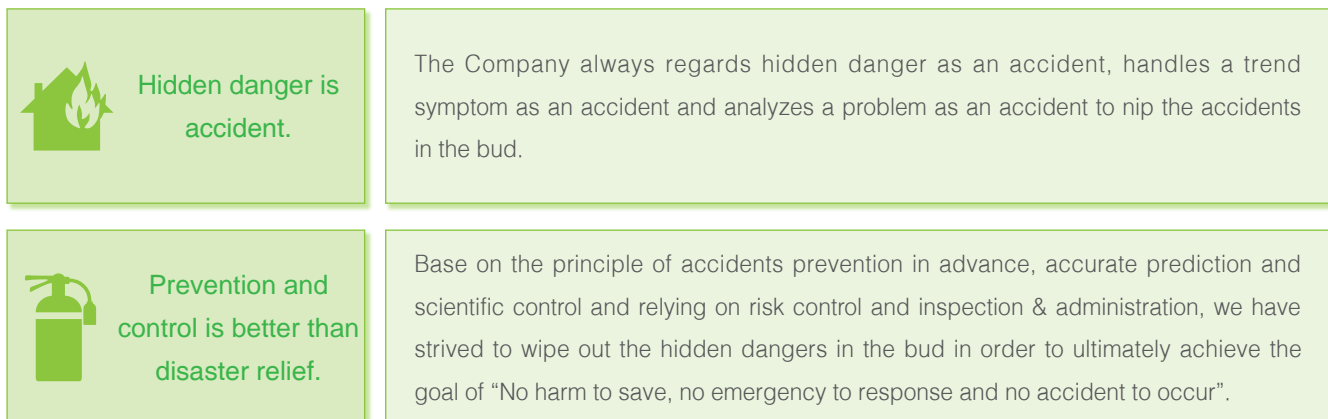 Hidden danger is
accident.
The Company always regards hidden danger as an accident, handles a trend
symptom as an accident and analyzes a problem as an accident to nip the accidents
in the bud.
Prevention and
control is better than
disaster relief.
Base on the principle of accidents prevention in advance, accurate prediction and
scientific control and relying on risk control and inspection & administration, we have
strived to wipe out the hidden dangers in the bud in order to ultimately achieve the
goal of “No harm to save, no emergency to response and no accident to occur”.